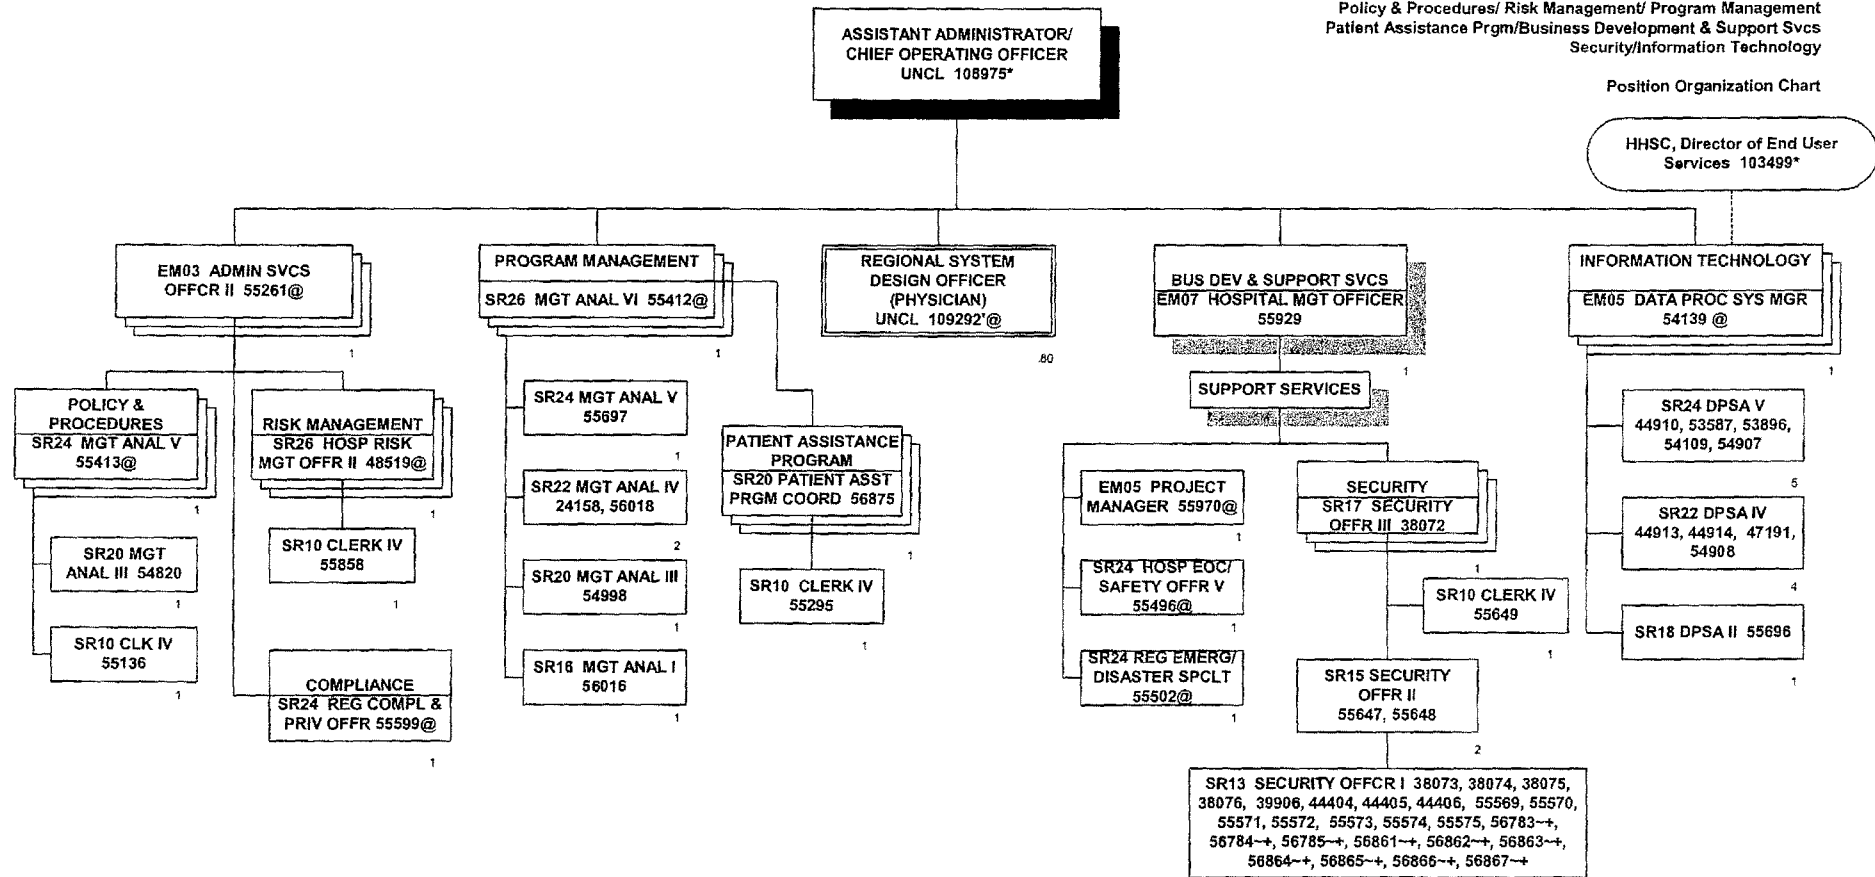 Policy & Procedures/ Risk Management/ Program Management
Patient Assistance Prgm/Business Development & Support Svcs
Security/Information Technology
Position Organization Chart
ASSISTANT ADMINISTRATOR/
CHIEF OPERATING OFFICER
UNCL 108975*
HHSC, Director of End User
Services 103499*
EM03 ADMIN SVCS
OFFCR II 55261@
1
PROGRAM MANAGEMENT
SR26 MGT ANAL VI 55412@
1
REGIONAL SYSTEM
DESIGN OFFICER
(PHYSICIAN)
UNCL 109292'@
.80
BUS DEV & SUPPORT SVCS
EM07 HOSPITAL MGT OFFICER
55929
1
INFORMATION TECHNOLOGY
EM05 DATA PROC SYS MGR
54139 @
1
POLICY &
PROCEDURES
SR24 MGT ANAL V
55413@
1
RISK MANAGEMENT
SR26 HOSP RISK
MGT OFFR II 48519@
1
SR20 MGT
ANAL III 54820
1
SR10 CLK IV
55136
1
SR10 CLERK IV
55858
1
COMPLIANCE
SR24 REG COMPL &
PRIV OFFR 55599@
1
SR24 MGT ANAL V
55697
1
SR22 MGT ANAL IV
24158, 56018
2
SR20 MGT ANAL III
54998
1
SR16 MGT ANAL I
56016
1
PATIENT ASSISTANCE
PROGRAM
SR20 PATIENT ASST
PRGM COORD 56875
1
SR10 CLERK IV
55295
1
SUPPORT SERVICES
EM05 PROJECT
MANAGER 55970@
1
SR24 HOSP EOC/
SAFETY OFFR V
55496@
1
SR24 REG EMERG/
DISASTER SPCLT
55502@
1
SECURITY
SR17 SECURITY
OFFR III 38072
1
SR10 CLERK IV
55649
1
SR15 SECURITY
OFFR II
55647, 55648
2
SR13 SECURITY OFFCR I 38073, 38074, 38075,
38076, 39906, 44404, 44405, 44406, 55569, 55570,
55571, 55572, 55573, 55574, 55575, 56783~+,
56784~+, 56785~+, 56861~+, 56862~+, 56863~+,
56864~+, 56865~+, 56866~+, 56867~+
SR24 DPSA V
44910, 53587, 53896,
54109, 54907
5
SR22 DPSA IV
44913, 44914, 47191,
54908
4
SR18 DPSA II 55696
1